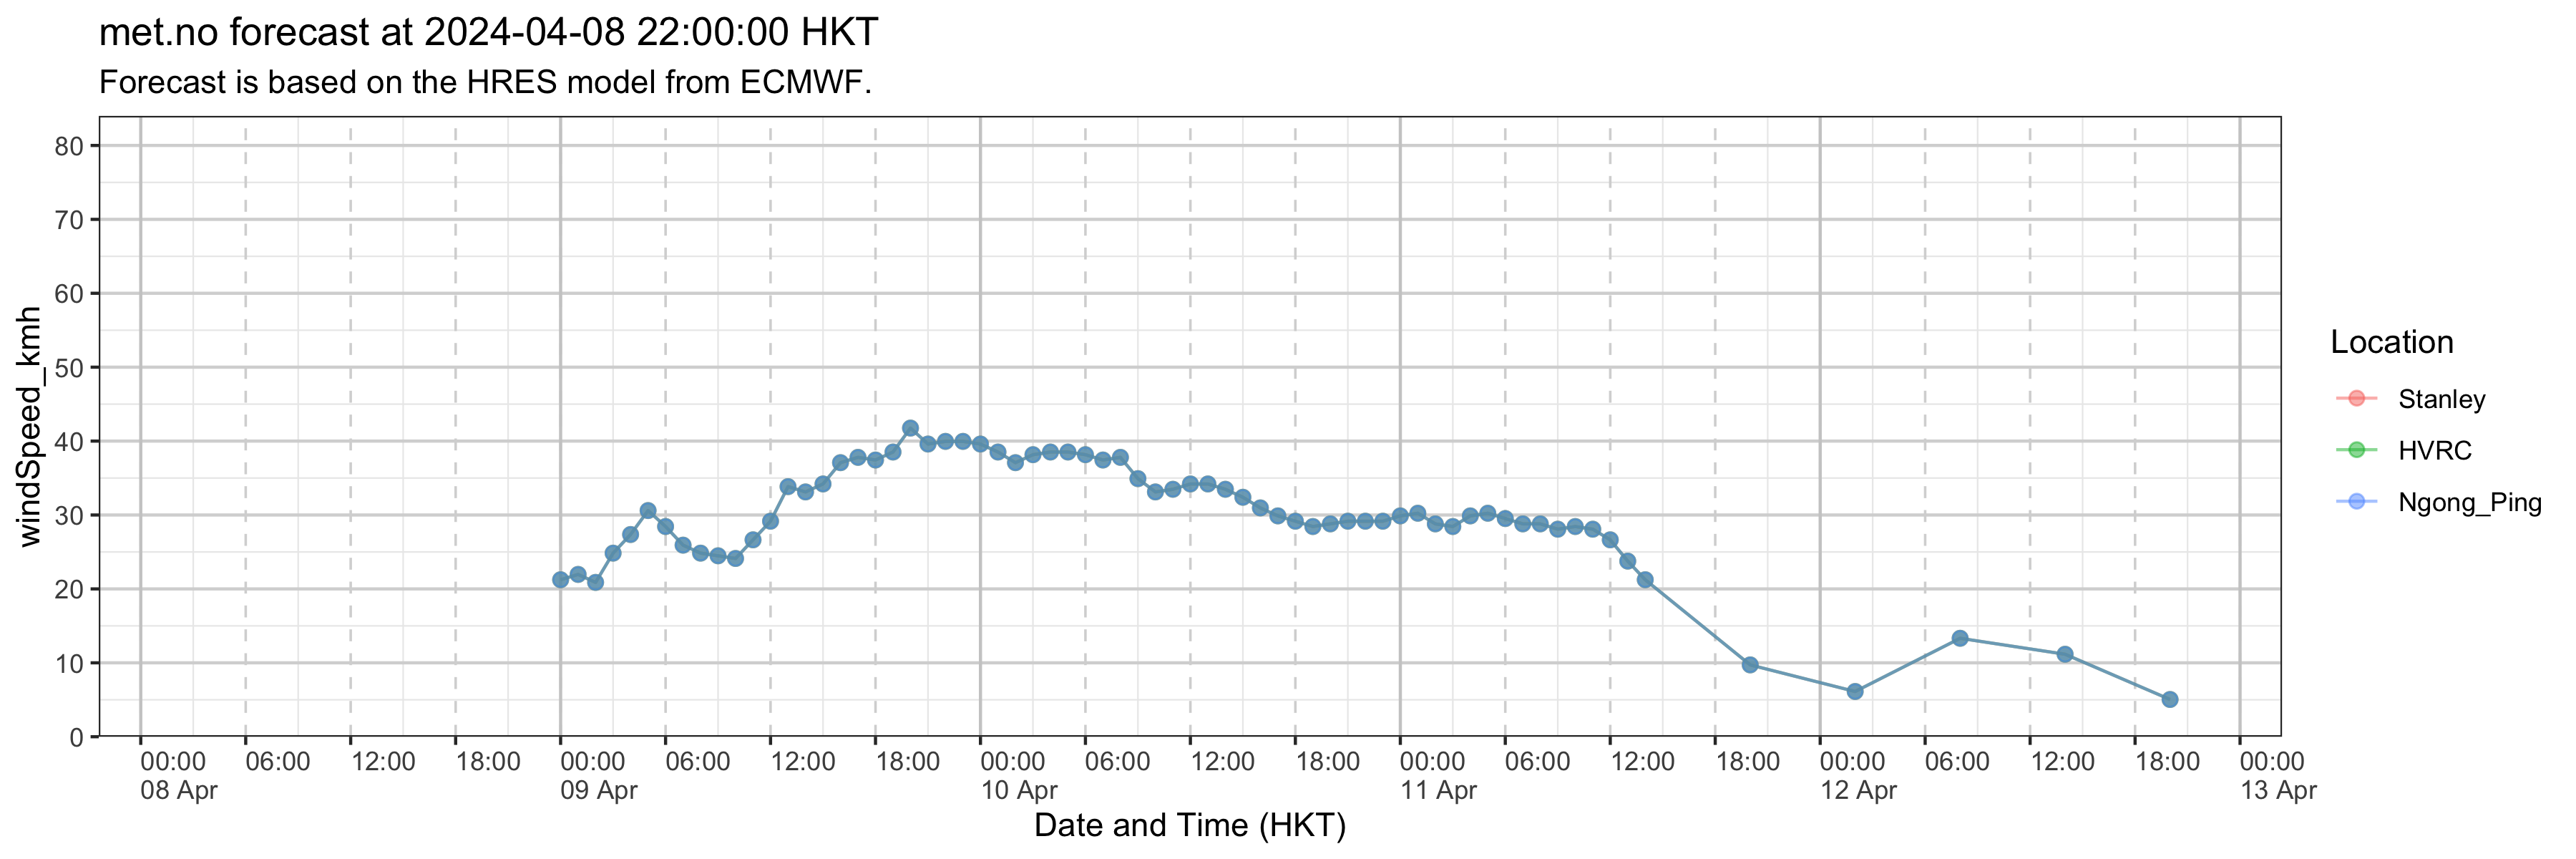 met.no forecast at 2024-04-08 22:00:00 HKT
Forecast is based on the HRES model from ECMWF.
windSpeed_kmh
80
70
60
50
40
30
20
10
0
00:00 06:00 12:00 18:00 00:00 06:00 12:00 18:00 00:00 06:00 12:00 18:00 00:00 06:00 12:00 18:00 00:00 06:00 12:00 18:00 00:00
08 Apr 09 Apr 10 Apr 11 Apr 12 Apr 13 Apr
Date and Time (HKT)
Location
Stanley
HVRC
Ngong_Ping